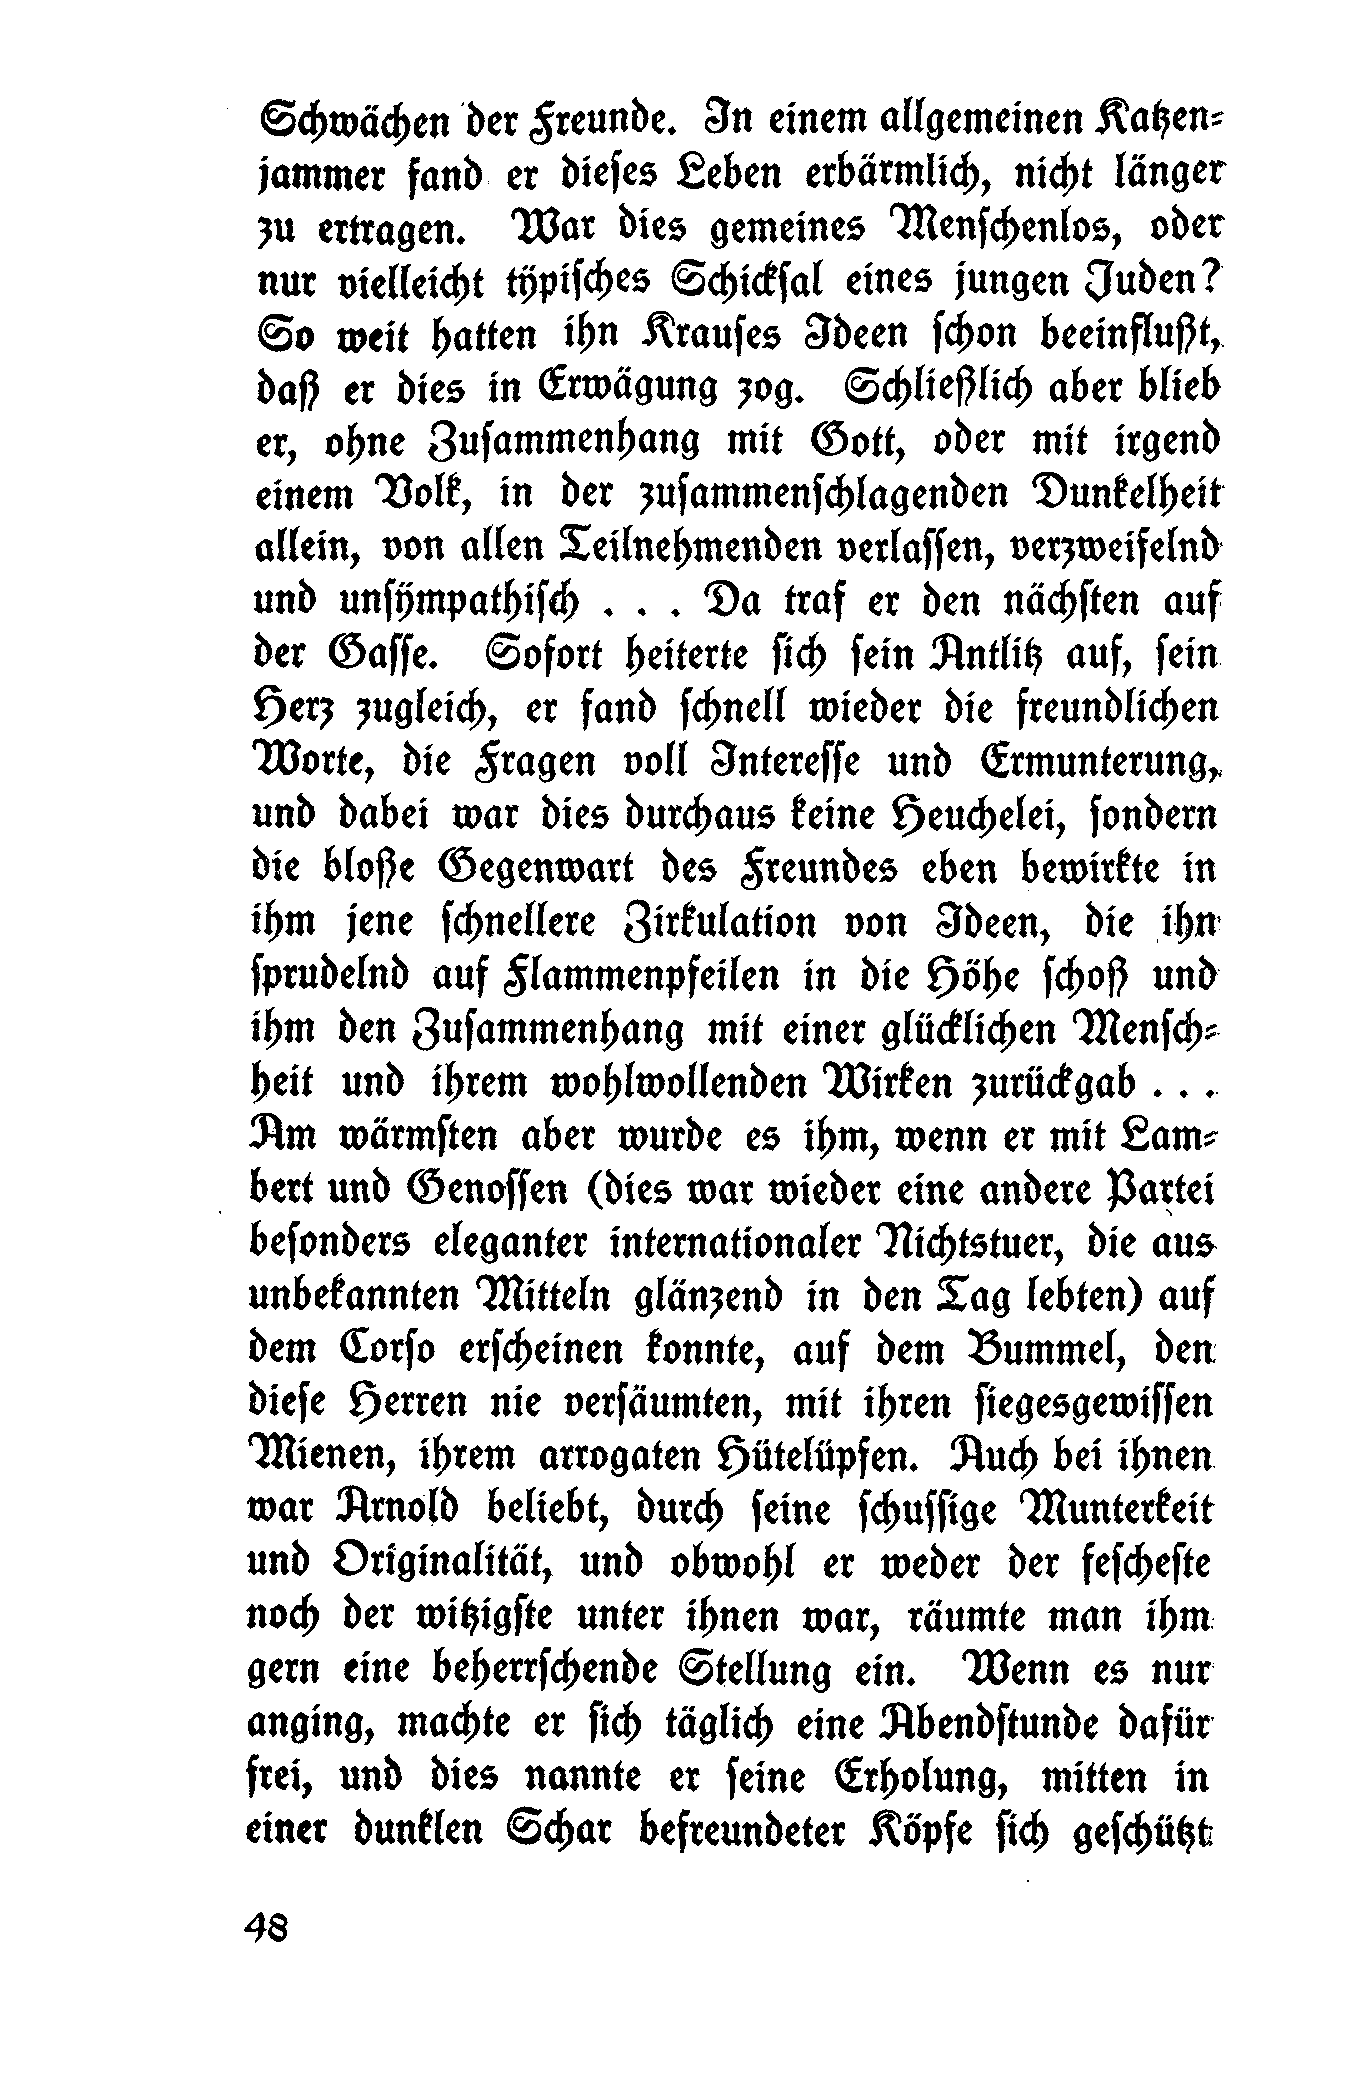 Schwächen der Freunde. In einem allgemeinen Katzen-
jammer fand er dieses Leben erbärmlich, nicht länger
zu ertragen. War dies gemeines Menschenlos, oder
nur vielleicht typisches Schicksal eines jungen Juden?
So weit hatten ihn Krauses Ideen schon beeinflußt,
daß er dies in Erwägung zog. Schließlich aber blieb
er, ohne Zusammenhang mit Gott, oder mit irgend
einem Volk, in der zusammenschlagenden Dunkelheit
allein, von allen Teilnehmenden verlassen, verzweifelnd
und unsympathisch . . . Da traf er den nächsten auf
der Gasse. Sofort heiterte sich sein Antlitz auf, sein
Herz zugleich, er fand schnell wieder die freundlichen
Worte, die Fragen voll Interesse und Ermunterung,
und dabei war dies durchaus keine Heuchelei, sondern
die bloße Gegenwart des Freundes eben bewirkte in
ihm jene schnellere Zirkulation von Ideen, die ihn
sprudelnd auf Flammenpfeilen in die Höhe schoß und
ihm den Zusammenhang mit einer glücklichen Mensch-
heit und ihrem wohlwollenden Wirken zurückgab . . .
Am wärmsten aber wurde es ihm, wenn er mit Lam-
bert und Genossen (dies war wieder eine andere Partei
besonders eleganter internationaler Nichtstuer, die aus
unbekannten Mitteln glänzend in den Tag lebten) auf
dem Corso erscheinen konnte, auf dem Bummel, den
diese Herren nie versäumten, mit ihren siegesgewissen
Mienen, ihrem arrogaten Hütelüpfen. Auch bei ihnen
war Arnold beliebt, durch seine schussige Munterkeit
und Originalität, und obwohl er weder der fescheste
noch der witzigste unter ihnen war, räumte man ihm
gern eine beherrschende Stellung ein. Wenn es nur
anging, machte er sich täglich eine Abendstunde dafür
frei, und dies nannte er seine Erholung, mitten in
einer dunklen Schar befreundeter Köpfe sich geschützt
48